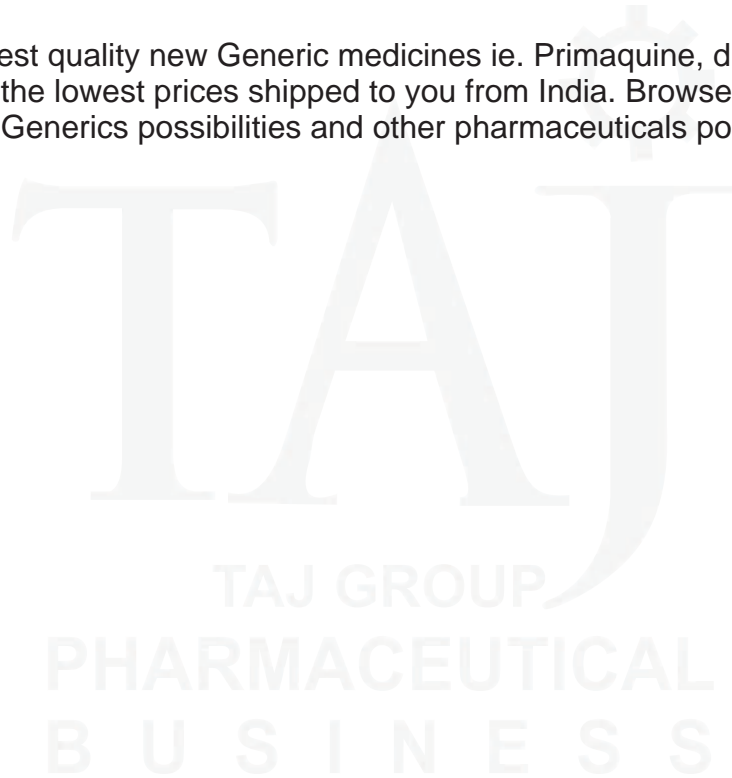 est quality new Generic medicines ie. Primaquine, d
the lowest prices shipped to you from India. Browse
Generics possibilities and other pharmaceuticals po
TAJ
TAJ GROUP
PHARMACEUTICAL
BUSINESS